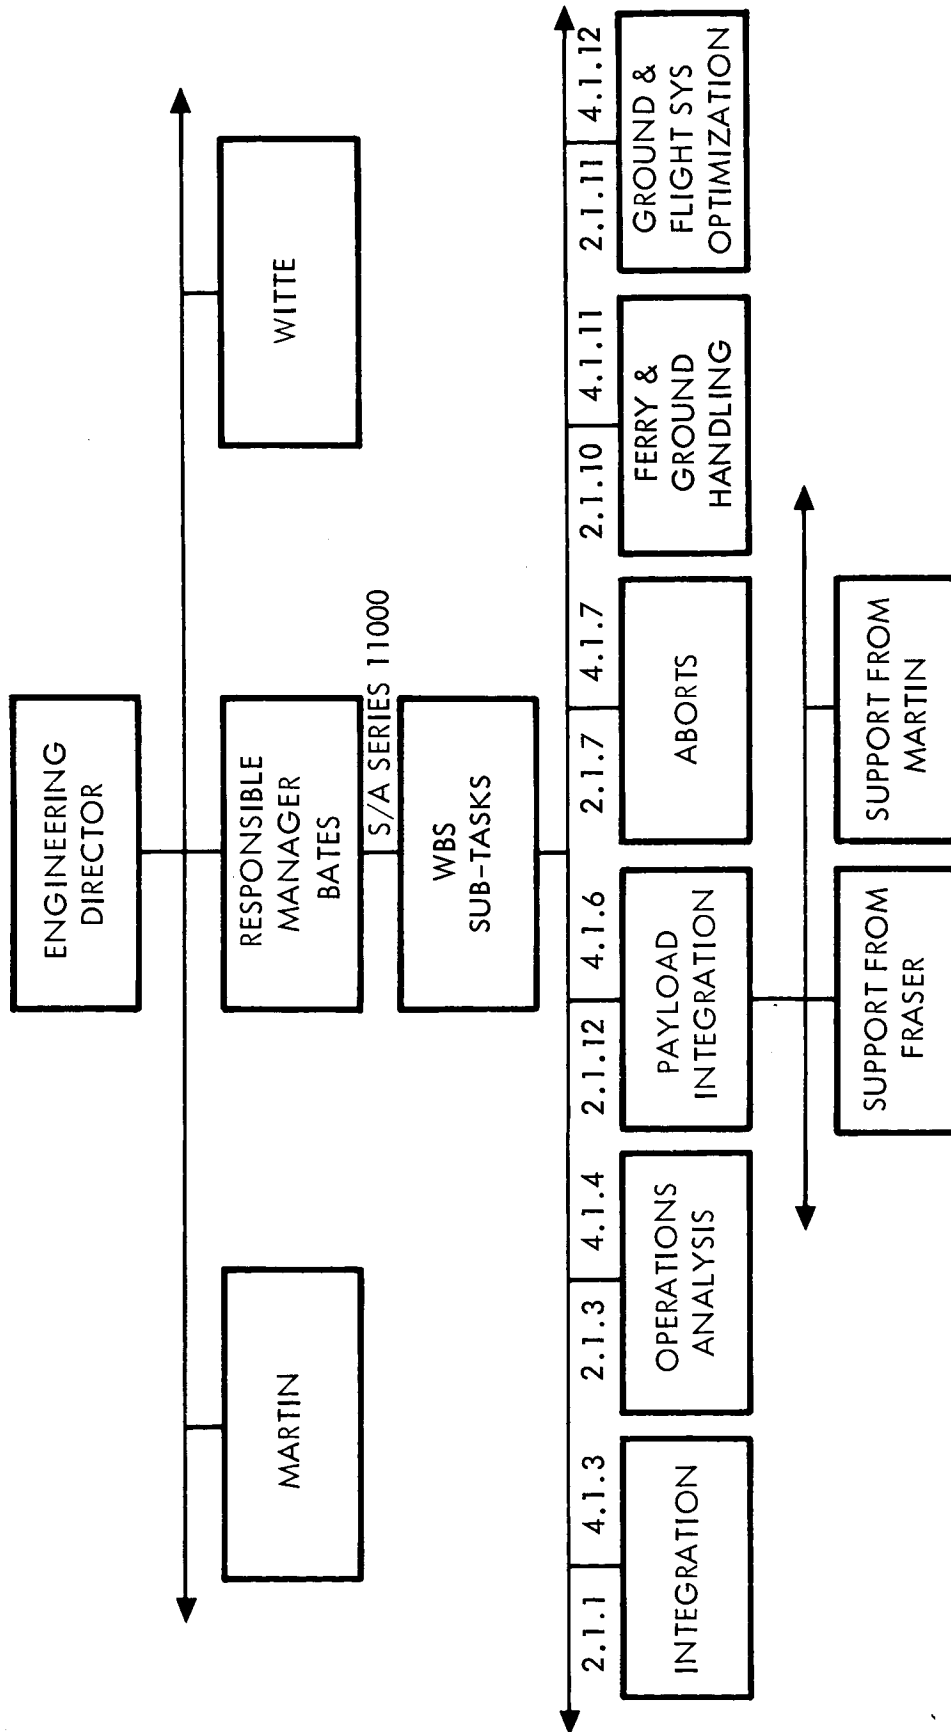 ENGINEERING
DIRECTOR
MARTIN
RESPONSIBLE
MANAGER
BATES
WITTE
S/A SERIES 11000
WBS
SUB-TASKS
2.1.1 4.1.3
INTEGRATION
2.1.3 4.1.4
OPERATIONS
ANALYSIS
2.1.12 4.1.6
PAYLOAD
INTEGRATION
2.1.7 4.1.7
ABORTS
2.1.10 4.1.11
FERRY &
GROUND
HANDLING
2.1.11 4.1.12
GROUND &
FLIGHT SYS
OPTIMIZATION
SUPPORT FROM
FRASER
SUPPORT FROM
MARTIN